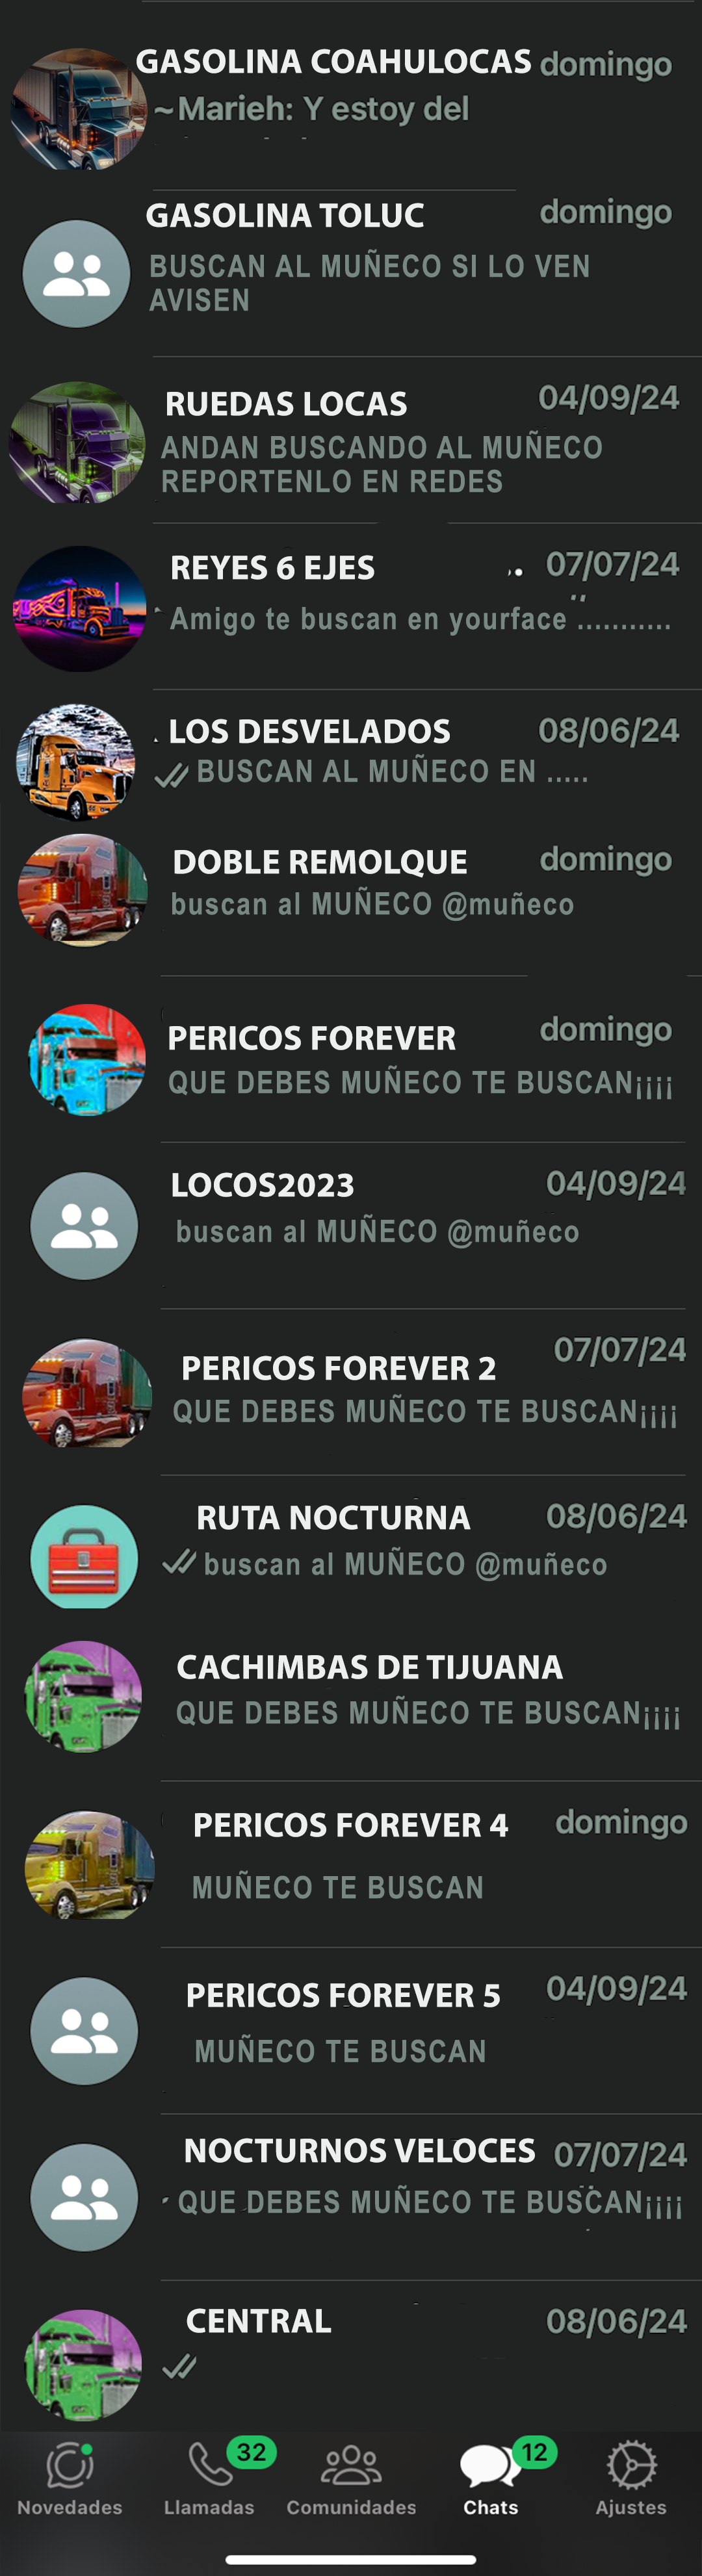 GASOLINA COAHULOCAS domingo
~Marieh: Y estoy del
GASOLINA TOLUC domingo
BUSCAN AL MUÑECO SI LO VEN
AVISEN
RUEDAS LOCAS 04/09/24
ANDAN BUSCANDO AL MUÑECO
REPORTENLO EN REDES
REYES 6 EJES 07/07/24
Amigo te buscan en yourface ...........
LOS DESVELADOS 08/06/24
BUSCAN AL MUÑECO EN .....
DOBLE REMOLQUE domingo
buscan al MUÑECO @muñeco
PERICOS FOREVER domingo
QUE DEBES MUÑECO TE BUSCAN¡¡¡¡
LOCOS2023 04/09/24
buscan al MUÑECO @muñeco
PERICOS FOREVER 2 07/07/24
QUE DEBES MUÑECO TE BUSCAN¡¡¡¡
RUTA NOCTURNA 08/06/24
buscan al MUÑECO @muñeco
CACHIMBAS DE TIJUANA
QUE DEBES MUÑECO TE BUSCAN¡¡¡¡
PERICOS FOREVER 4 domingo
MUÑECO TE BUSCAN
PERICOS FOREVER 5 04/09/24
MUÑECO TE BUSCAN
NOCTURNOS VELOCES 07/07/24
QUE DEBES MUÑECO TE BUSCAN¡¡¡¡
CENTRAL 08/06/24
32 12
Novedades Llamadas Comunidades Chats Ajustes